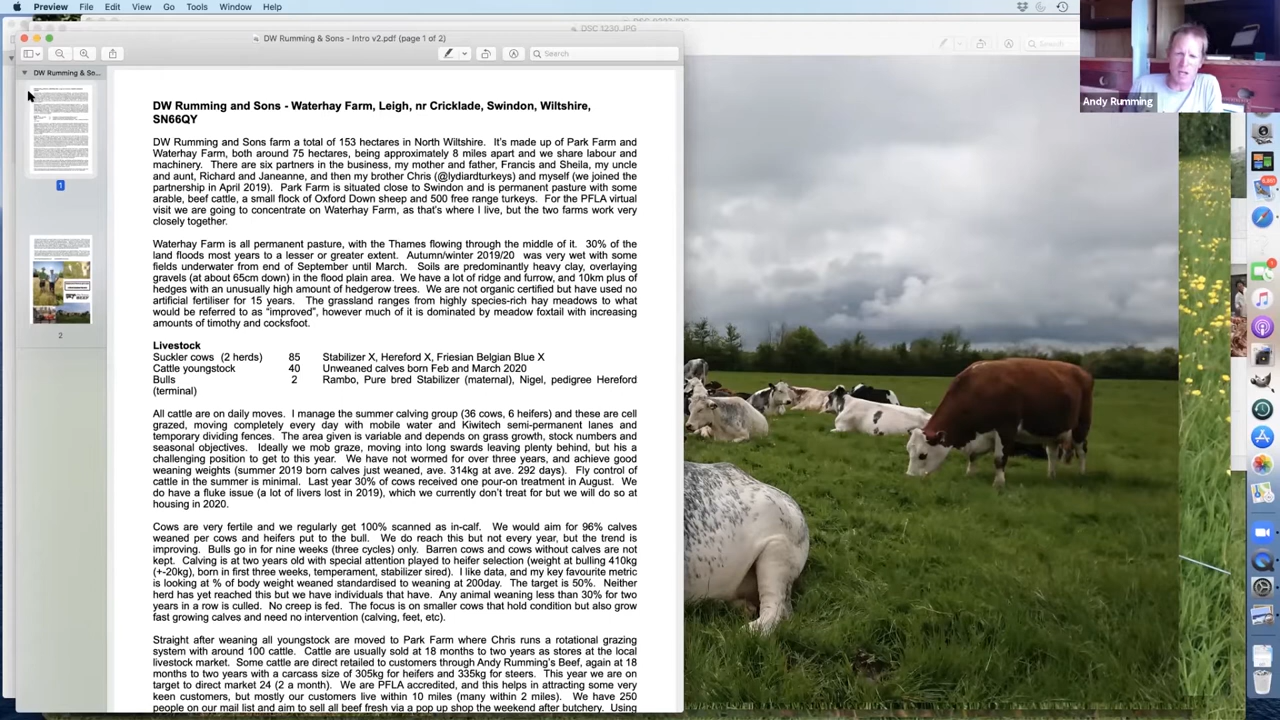 Preview File Edit View Go Tools Window Help
DSC 1230.JPG
DW Rumming & Sons - Intro v2.pdf (page 1 of 2)
Search
Search
DW Rumming & So...
1
2
Andy Rumming
DW Rumming and Sons - Waterhay Farm, Leigh, nr Cricklade, Swindon, Wiltshire,
SN66QY
DW Rumming and Sons farm a total of 153 hectares in North Wiltshire. It's made up of Park Farm and
Waterhay Farm, both around 75 hectares, being approximately 8 miles apart and we share labour and
machinery. There are six partners in the business, my mother and father, Francis and Sheila, my uncle
and aunt, Richard and Janeanne, and then my brother Chris (@lydiardturkeys) and myself (we joined the
partnership in April 2019). Park Farm is situated close to Swindon and is permanent pasture with some
arable, beef cattle, a small flock of Oxford Down sheep and 500 free range turkeys. For the PFLA virtual
visit we are going to concentrate on Waterhay Farm, as that's where I live, but the two farms work very
closely together.
Waterhay Farm is all permanent pasture, with the Thames flowing through the middle of it. 30% of the
land floods most years to a lesser or greater extent. Autumn/winter 2019/20 was very wet with some
fields underwater from end of September until March. Soils are predominantly heavy clay, overlaying
gravels (at about 65cm down) in the flood plain area. We have a lot of ridge and furrow, and 10km plus of
hedges with an unusually high amount of hedgerow trees. We are not organic certified but have used no
artificial fertiliser for 15 years. The grassland ranges from highly species-rich hay meadows to what
would be referred to as "improved", however much of it is dominated by meadow foxtail with increasing
amounts of timothy and cocksfoot.
Livestock
Suckler cows (2 herds) 85 Stabilizer X, Hereford X, Friesian Belgian Blue X
Cattle youngstock 40 Unweaned calves born Feb and March 2020
Bulls 2 Rambo, Pure bred Stabilizer (maternal), Nigel, pedigree Hereford
(terminal)
All cattle are on daily moves. I manage the summer calving group (36 cows, 6 heifers) and these are cell
grazed, moving completely every day with mobile water and Kiwitech semi-permanent lanes and
temporary dividing fences. The area given is variable and depends on grass growth, stock numbers and
seasonal objectives. Ideally we mob graze, moving into long swards leaving plenty behind, but his a
challenging position to get to this year. We have not wormed for over three years, and achieve good
weaning weights (summer 2019 born calves just weaned, ave. 314kg at ave. 292 days). Fly control of
cattle in the summer is minimal. Last year 30% of cows received one pour-on treatment in August. We
do have a fluke issue (a lot of livers lost in 2019), which we currently don't treat for but we will do so at
housing in 2020.
Cows are very fertile and we regularly get 100% scanned as in-calf. We would aim for 96% calves
weaned per cows and heifers put to the bull. We do reach this but not every year, but the trend is
improving. Bulls go in for nine weeks (three cycles) only. Barren cows and cows without calves are not
kept. Calving is at two years old with special attention played to heifer selection (weight at bulling 410kg
(+-20kg), born in first three weeks, temperament, stabilizer sired). I like data, and my key favourite metric
is looking at % of body weight weaned standardised to weaning at 200day. The target is 50%. Neither
herd has yet reached this but we have individuals that have. Any animal weaning less than 30% for two
years in a row is culled. No creep is fed. The focus is on smaller cows that hold condition but also grow
fast growing calves and need no intervention (calving, feet, etc).
Straight after weaning all youngstock are moved to Park Farm where Chris runs a rotational grazing
system with around 100 cattle. Cattle are usually sold at 18 months to two years as stores at the local
livestock market. Some cattle are direct retailed to customers through Andy Rumming's Beef, again at 18
months to two years with a carcass size of 305kg for heifers and 335kg for steers. This year we are on
target to direct market 24 (2 a month). We are PFLA accredited, and this helps in attracting some very
keen customers, but mostly our customers live within 10 miles (many within 2 miles). We have 250
people on our mail list and aim to sell all beef fresh via a pop up shop the weekend after butchery. Using